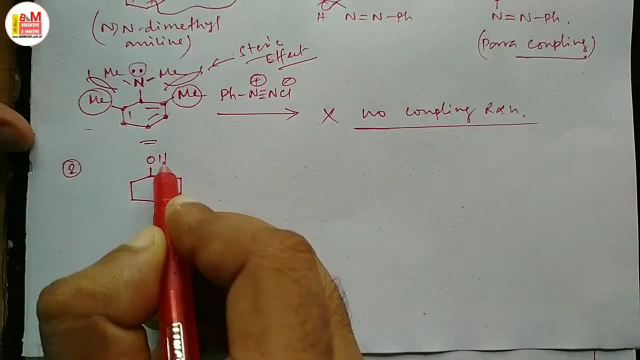 B&M
H N=N-Ph
N=N-Ph.
(N,N-dimethyl
aniline)
(Para coupling)
Steric
Effect
Me Me
N
Me Me
Ph-N≡NCl
⊕ ⊖
X no coupling Rxn.
②
OH